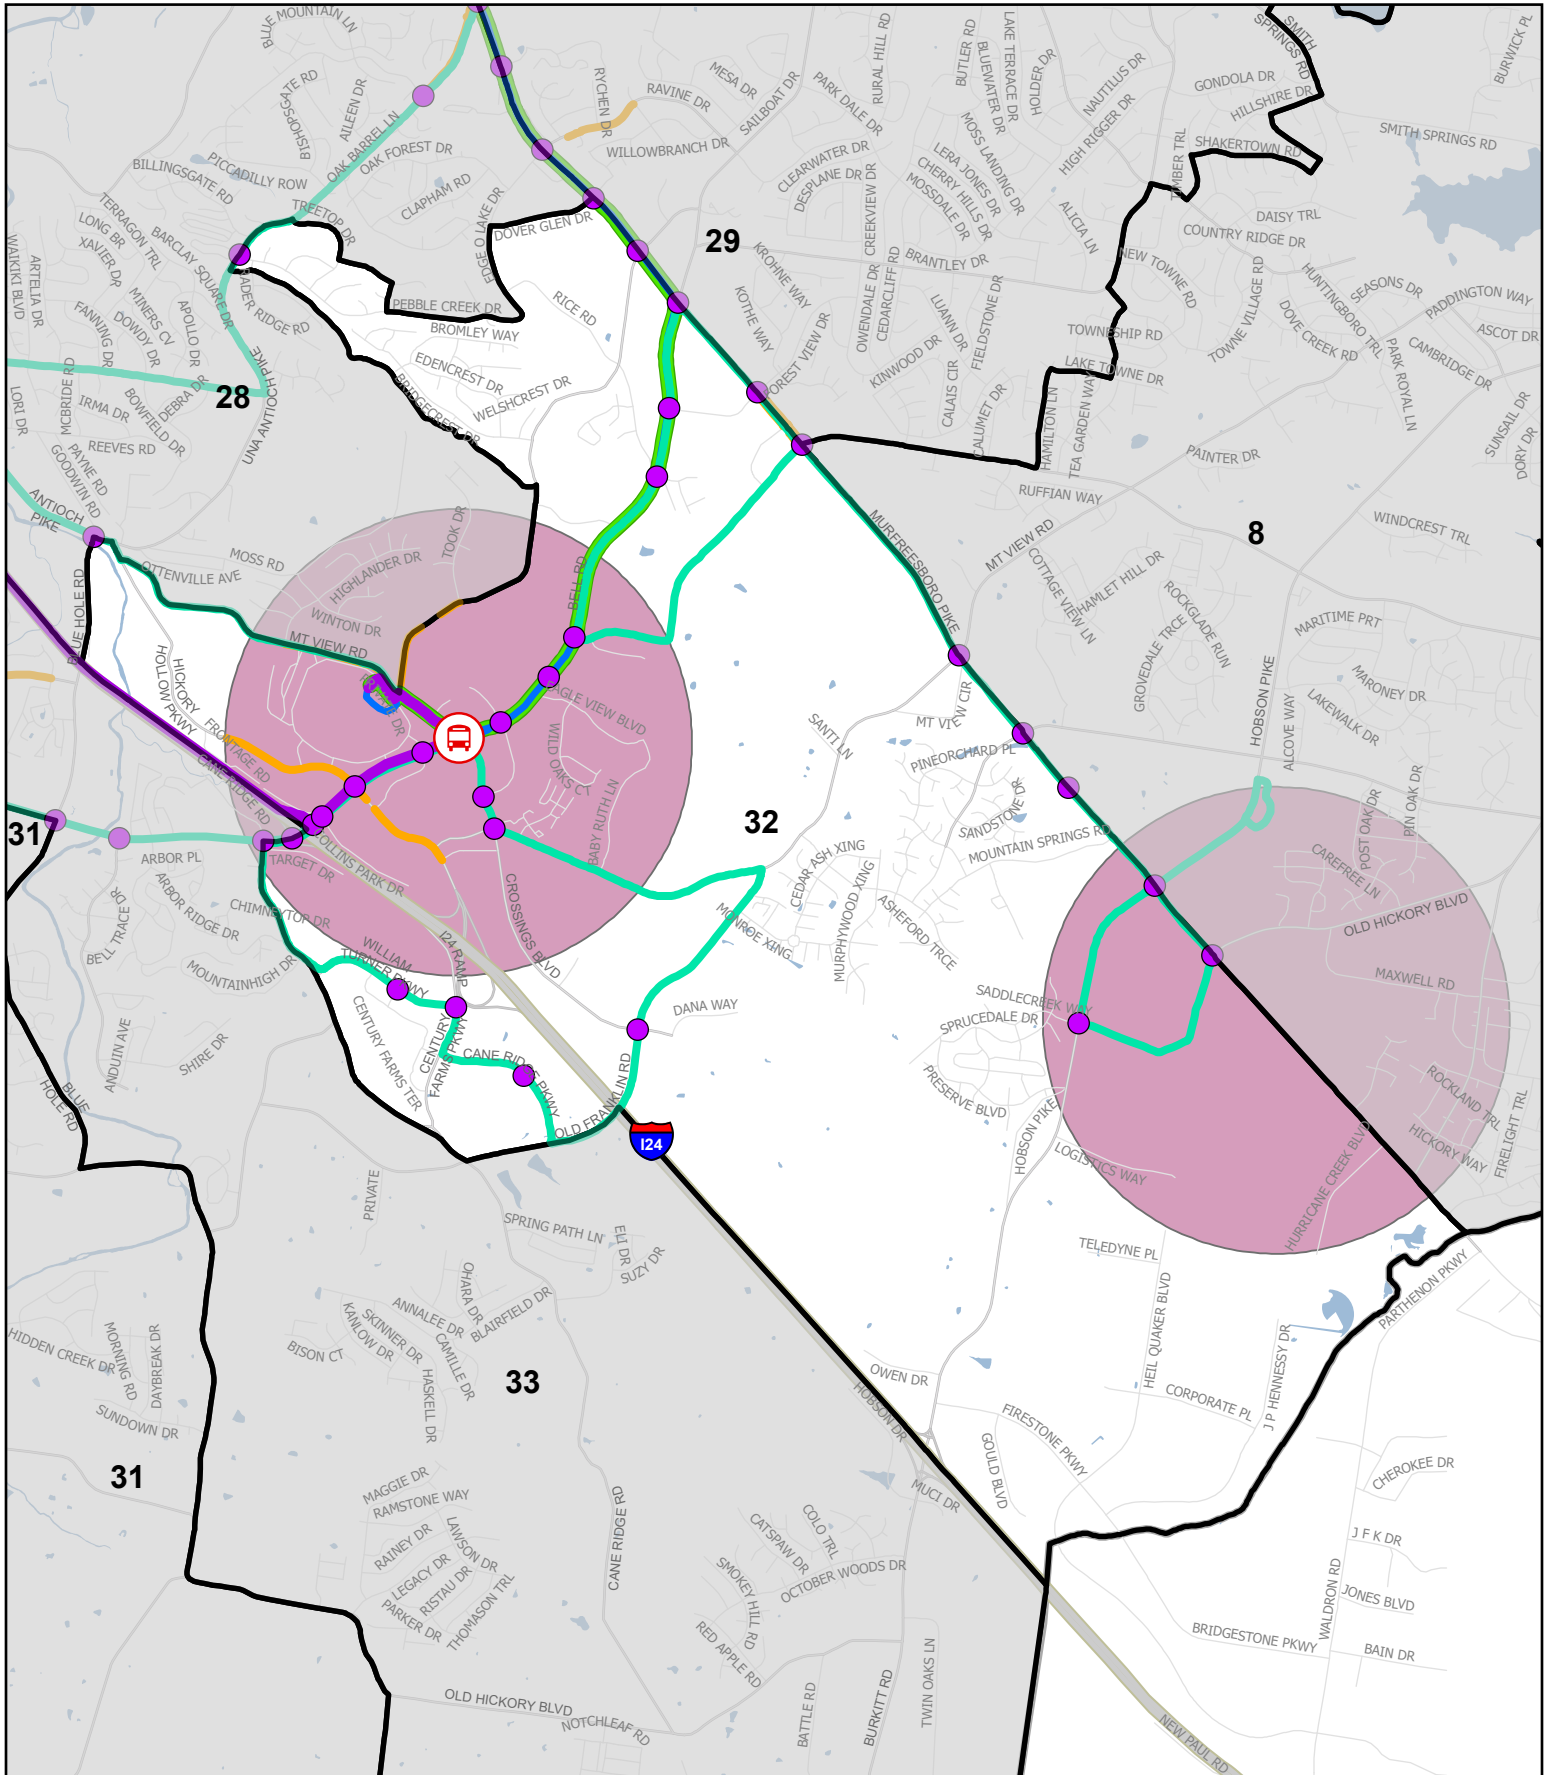 BLUE MOUNTAIN LN
BISHOPSGATE RD
AILEEN DR
OAK BARREL LN
PICCADILLY ROW
OAK FOREST DR
BILLINGSGATE RD
CLAPHAM RD
TREETOP DR
EDGE O LAKE DR
DOVER GLEN DR
RYCHEN DR
RAVINE DR
MESA DR
SAILBOAT DR
WILLOWBRANCH DR
PARK DALE DR
RURAL HILL RD
BUTLER RD
BLUEWATER DR
LAKE TERRACE DR
HOLDER DR
NAUTILUS DR
HIGH RIGGER DR
SMITH
SPRINGS RD
GONDOLA DR
HILLSHIRE DR
SHAKERTOWN RD
SMITH SPRINGS RD
BURWICK PL
TIMBER TRL
CLEARWATER DR
DESPLANE DR
CREEKVIEW DR
MOSS LANDING DR
LERA JONES DR
CHERRY HILLS DR
MOSSDALE DR
ALICIA LN
DAISY TRL
COUNTRY RIDGE DR
NEW TOWNE RD
TERRAGON TRL
LONG BR
XAVIER DR
BARCLAY SQUARE DR
WAIKIKI BLVD
ARTELIA DR
MINERS CV
FANNING DR
DOWDY DR
APOLLO DR
RADER RIDGE RD
UNA ANTIOCH PIKE
28
29
KROHNE WAY
KOTHE WAY
BRANTLEY DR
OWENDALE DR
CEDARCLIFF RD
LUANN DR
FIELDSTONE DR
KINWOOD DR
FOREST VIEW DR
CALAIS CIR
CALUMET DR
TOWNESHIP RD
LAKE TOWNE DR
HAMILTON LN
TEA GARDEN WAY
TOWNE VILLAGE RD
HUNTINGBORO TRL
SEASONS DR
PADDINGTON WAY
DOVE CREEK RD
ASCOT DR
CAMBRIDGE DR
PARK ROYAL LN
SUNSAIL DR
DORY DR
PAINTER DR
RUFFIAN WAY
WINDCREST TRL
8
PEBBLE CREEK DR
BROMLEY WAY
RICE RD
EDENCREST DR
WELSHCREST DR
BRIDGECREST DR
LORI DR
MCBRIDE RD
IRMA DR
BOWFIELD DR
DEBRA DR
REEVES RD
PAYNE RD
GOODWIN RD
ANTIOCH
PIKE
MOSS RD
OTTENVILLE AVE
HIGHLANDER DR
TOOK DR
WINTON DR
MT VIEW RD
BELL RD
BLUE HOLE RD
HICKORY
HOLLOW PKWY
FRONTAGE RD
CANE RIDGE RD
EAGLE VIEW BLVD
WILD OAKS CT
BABY RUTH LN
CROSSINGS BLVD
MURFREESBORO PIKE
MT VIEW RD
COTTAGE VIEW LN
HAMLET HILL DR
ROCKGLADE RUN
GROVEDALE TRCE
MARITIME PRT
MARONEY DR
LAKEWALK DR
HOBSON PIKE
ALCOVE WAY
SANTI LN
MT VIEW CIR
PINEORCHARD PL
SANDSTONE DR
MOUNTAIN SPRINGS RD
32
CEDAR ASH XING
MURPHYWOOD XING
ASHEFORD TRCE
MONROE XING
DANA WAY
SADDLECREEK WAY
SPRUCEDALE DR
PRESERVE BLVD
HOBSON PIKE
LOGISTICS WAY
POST OAK DR
PIN OAK DR
CAREFREE LN
OLD HICKORY BLVD
MAXWELL RD
ROCKLAND TRL
HICKORY WAY
FIRELIGHT TRL
HURRICANE CREEK BLVD
31
ARBOR PL
TARGET DR
COLLINS PARK DR
BELL TRACE DR
ARBOR RIDGE DR
CHIMNEYTOP DR
MOUNTAINHIGH DR
WILLIAM
TURNER PKWY
I24 RAMP
CENTURY
FARMS PKWY
CENTURY FARMS TER
CANE RIDGE PKWY
OLD FRANKLIN RD
ANDUIN AVE
SHIRE DR
BLUE
HOLE RD
I24
PRIVATE
SPRING PATH LN
ELI DR
SUZY DR
OHARA DR
ANNALEE DR
SKINNER DR
KANLOW DR
BLAIRFIELD DR
CAMILLE DR
BISON CT
HASKELL DR
33
HIDDEN CREEK DR
MORNING RD
DAYBREAK DR
SUNDOWN DR
31
TELEDYNE PL
HEIL QUAKER BLVD
J P HENNESSY DR
PARTHENON PKWY
CORPORATE PL
OWEN DR
HOBSON DR
FIRESTONE PKWY
GOULD BLVD
MUCI DR
CHEROKEE DR
J F K DR
JONES BLVD
WALDRON RD
BRIDGESTONE PKWY
BAIN DR
MAGGIE DR
RAMSTONE WAY
RAINEY DR
LAWSON DR
LEGACY DR
RISTAU DR
PARKER DR
THOMASON TRL
CANE RIDGE RD
COLO TRL
CATSPAW DR
OCTOBER WOODS DR
SMOKEY HILL RD
RED APPLE RD
OLD HICKORY BLVD
NOTCHLEAF RD
BATTLE RD
BURKITT RD
TWIN OAKS LN
NEW PAUL RD